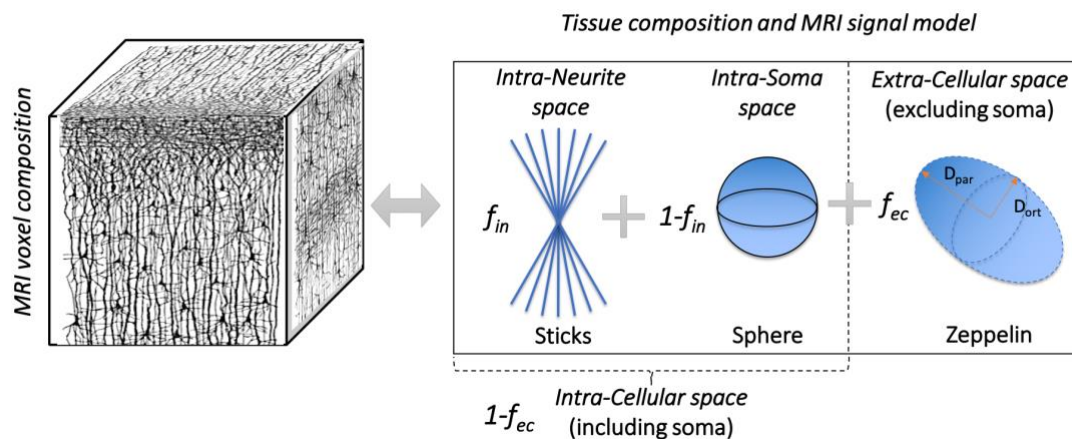 Tissue composition and MRI signal model
MRI voxel composition
Intra-Neurite
space
Intra-Soma
space
Extra-Cellular space
(excluding soma)
f_in
1-f_in
f_ec
D_par
D_ort
Sticks
Sphere
Zeppelin
1-f_ec
Intra-Cellular space
(including soma)